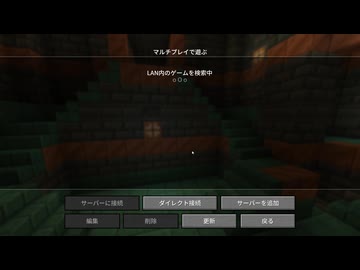 マルチプレイで遊ぶ
LAN内のゲームを検索中
サーバーに接続
ダイレクト接続
サーバーを追加
編集
削除
更新
戻る